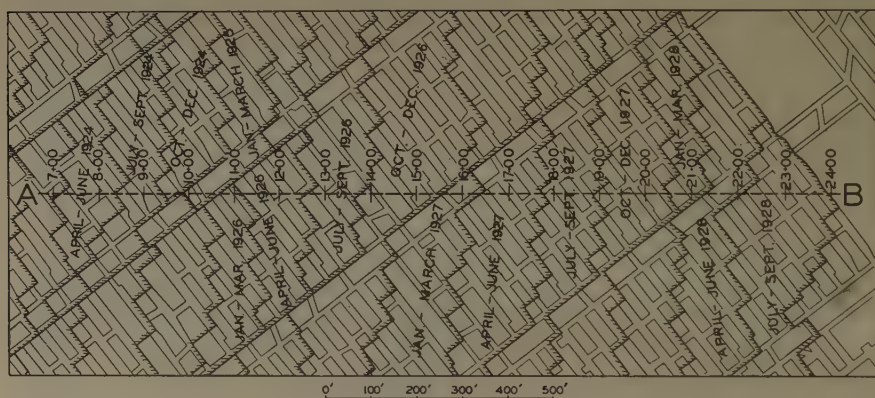 APRIL-JUNE 1924
JULY-SEPT. 1924
OCT.-DEC. 1924
JAN-MARCH 1925
JULY-SEPT. 1926
OCT.-DEC. 1926
JULY-SEPT. 1927
OCT-DEC. 1927
JAN-MAR. 1928
A
7+00
8+00
9+00
10+00
11+00
12+00
13+00
14+00
15+00
16+00
17+00
18+00
19+00
20+00
21+00
22+00
23+00
24+00
B
JAN-MAR. 1926
APRIL-JUNE 1926
JAN-MARCH 1927
APRIL-JUNE 1927
APRIL-JUNE 1928
JULY-SEPT. 1928
0' 100' 200' 300' 400' 500'